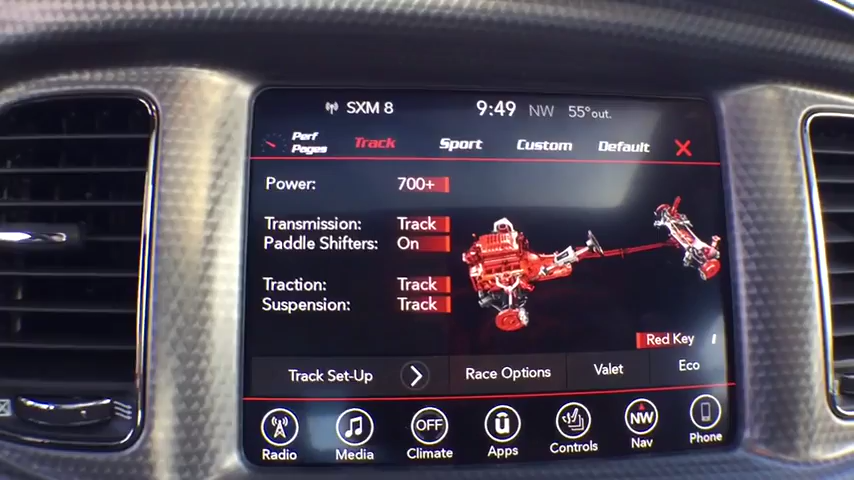 SXM 8 9:49 NW 55°out.
Perf Pages Track Sport Custom Default X
Power: 700+
Transmission: Track
Paddle Shifters: On
Traction: Track
Suspension: Track
Red Key
Track Set-Up Race Options Valet Eco
OFF NW
Radio Media Climate Apps Controls Nav Phone